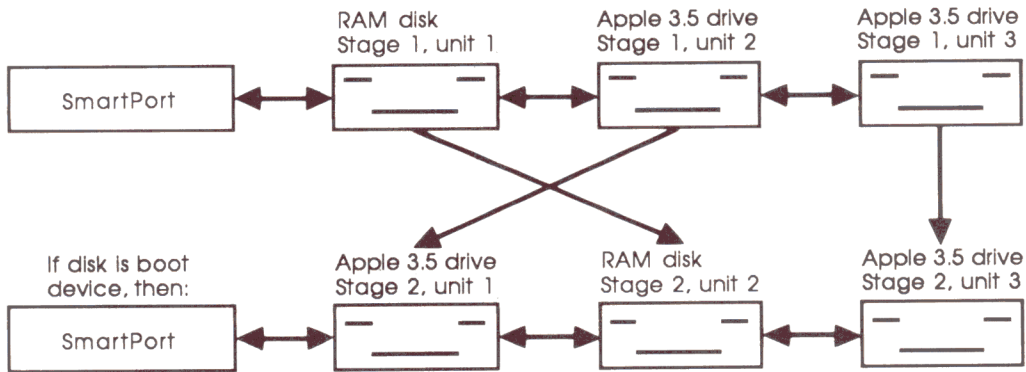 RAM disk
Stage 1, unit 1
Apple 3.5 drive
Stage 1, unit 2
Apple 3.5 drive
Stage 1, unit 3
SmartPort
If disk is boot
device, then:
Apple 3.5 drive
Stage 2, unit 1
RAM disk
Stage 2, unit 2
Apple 3.5 drive
Stage 2, unit 3
SmartPort